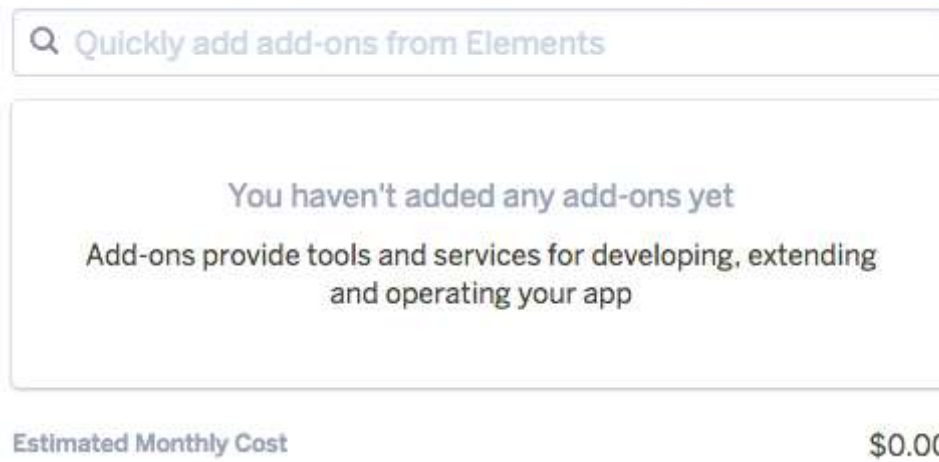 Quickly add add-ons from Elements
You haven't added any add-ons yet
Add-ons provide tools and services for developing, extending
and operating your app
Estimated Monthly Cost
$0.00